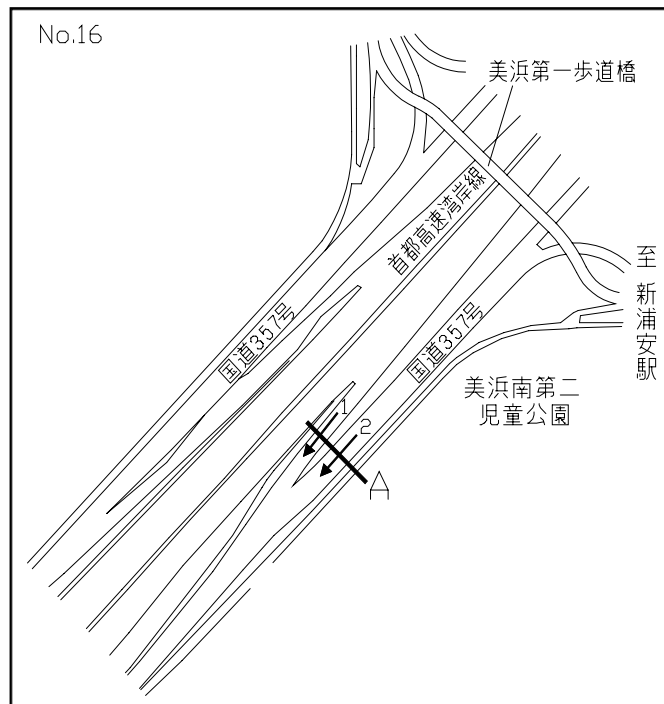 No.16
美浜第一歩道橋
首都高速湾岸線
国道357号
国道357号
至新浦安駅
美浜南第二
児童公園
1
2
A